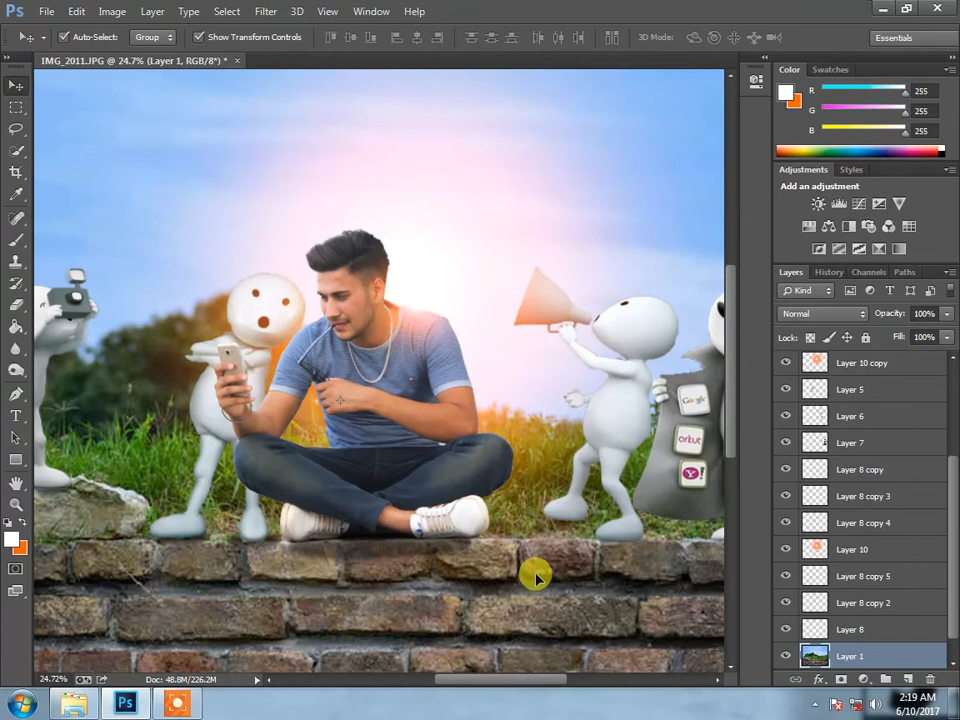 Ps File Edit Image Layer Type Select Filter 3D View Window Help
Auto-Select: Group Show Transform Controls 3D Mode: Essentials
IMG_2011.JPG @ 24.7% (Layer 1, RGB/8*) * ×
Color Swatches
R 255
G 255
B 255
Adjustments Styles
Add an adjustment
Layers History Channels Paths
Kind
Normal Opacity: 100%
Lock: Fill: 100%
Layer 10 copy
Layer 5
Layer 6
Layer 7
Layer 8 copy
Layer 8 copy 3
Layer 8 copy 4
Layer 10
Layer 8 copy 5
Layer 8 copy 2
Layer 8
Layer 1
Google
orkut
Y!
24.72% Doc: 48.8M/226.2M
fx
Ps
2:19 AM
6/10/2017